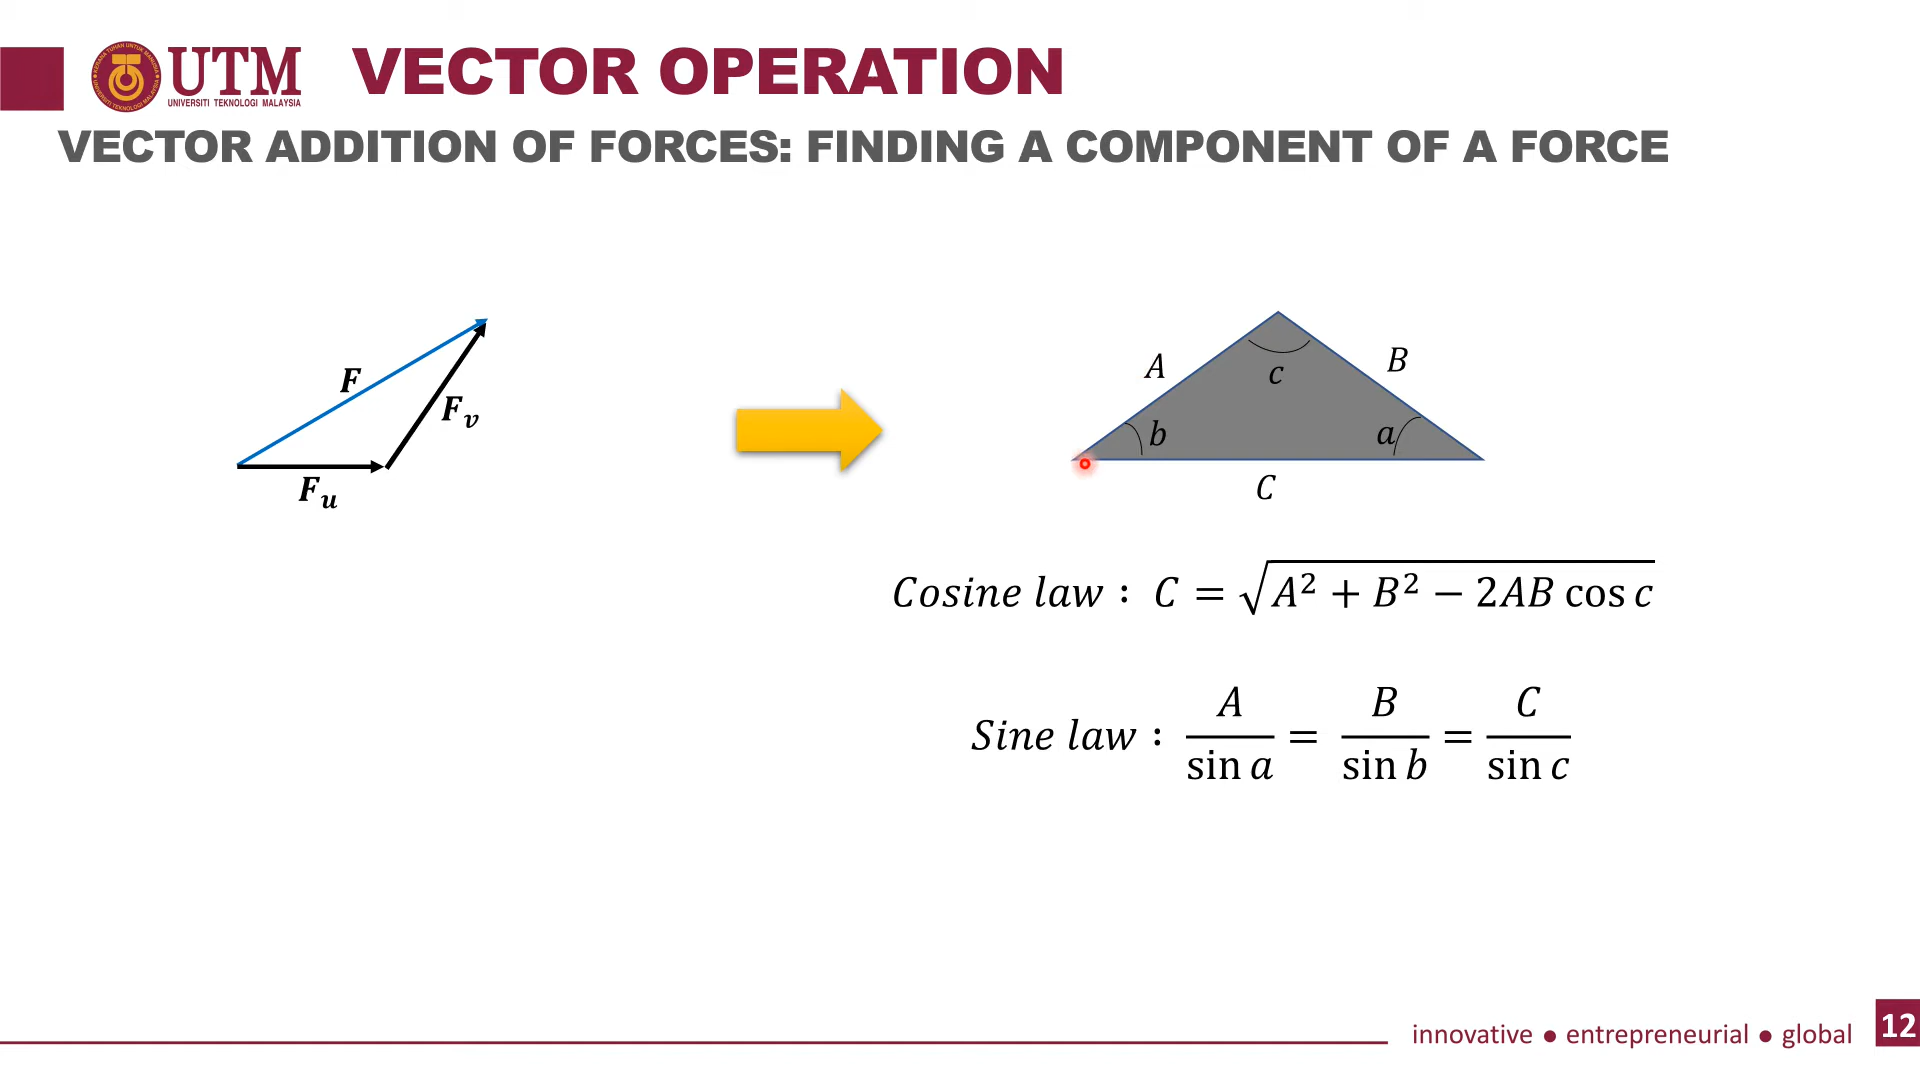 UTM
UNIVERSITI TEKNOLOGI MALAYSIA
VECTOR OPERATION
VECTOR ADDITION OF FORCES: FINDING A COMPONENT OF A FORCE
F
F_v
F_u
A
B
c
b
a
C
Cosine law : C = √(A² + B² − 2AB cos c)
Sine law : A/sin a = B/sin b = C/sin c
innovative ● entrepreneurial ● global
12